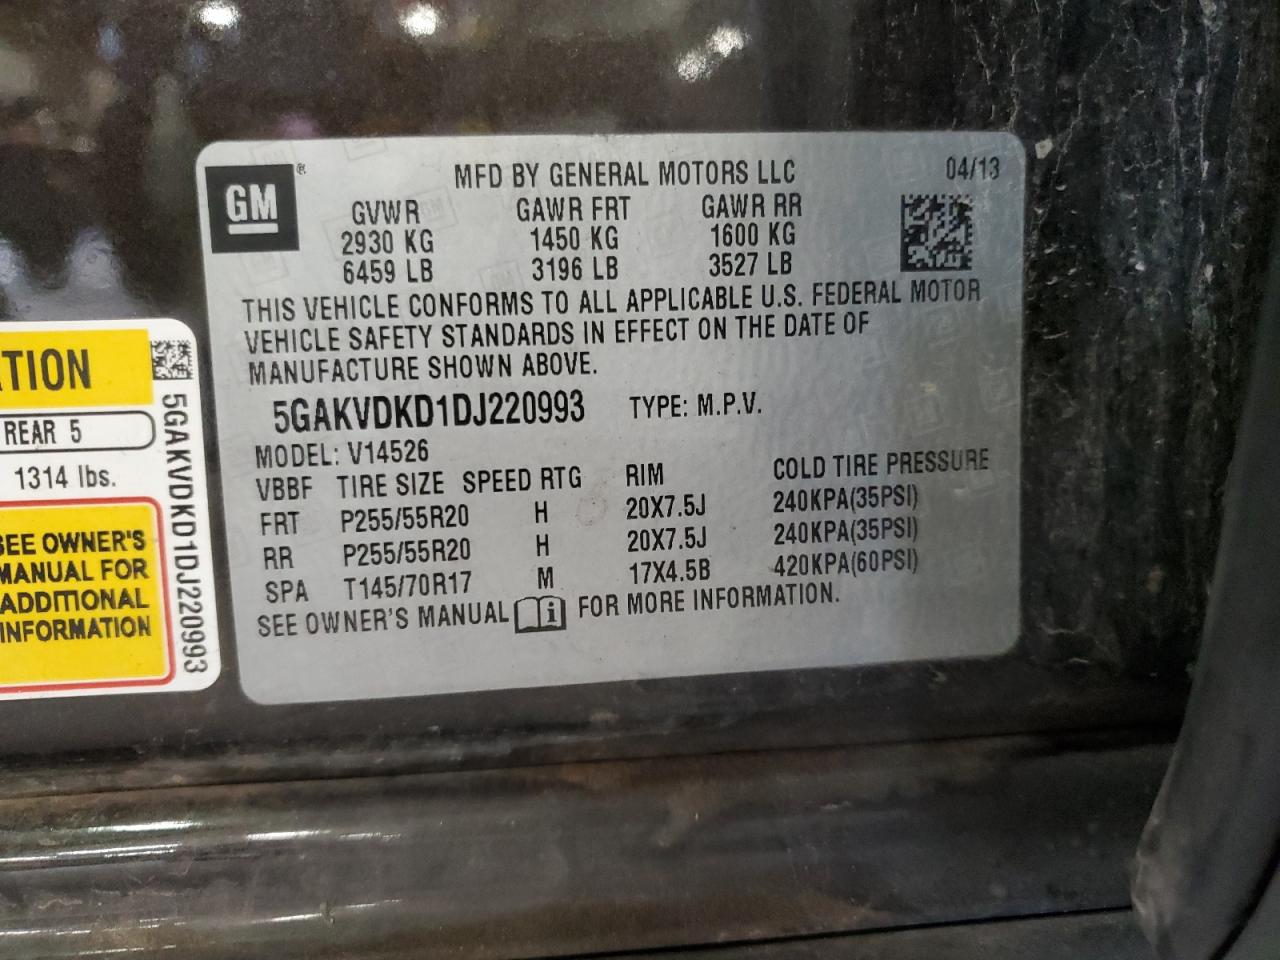 GM®
MFD BY GENERAL MOTORS LLC 04/13
GVWR GAWR FRT GAWR RR
2930 KG 1450 KG 1600 KG
6459 LB 3196 LB 3527 LB
THIS VEHICLE CONFORMS TO ALL APPLICABLE U.S. FEDERAL MOTOR
VEHICLE SAFETY STANDARDS IN EFFECT ON THE DATE OF
MANUFACTURE SHOWN ABOVE.
5GAKVDKD1DJ220993 TYPE: M.P.V.
MODEL: V14526
VBBF TIRE SIZE SPEED RTG RIM COLD TIRE PRESSURE
FRT P255/55R20 H 20X7.5J 240KPA(35PSI)
RR P255/55R20 H 20X7.5J 240KPA(35PSI)
SPA T145/70R17 M 17X4.5B 420KPA(60PSI)
SEE OWNER'S MANUAL FOR MORE INFORMATION.
TION
REAR 5
1314 lbs.
SEE OWNER'S
MANUAL FOR
ADDITIONAL
INFORMATION
5GAKVDKD1DJ220993